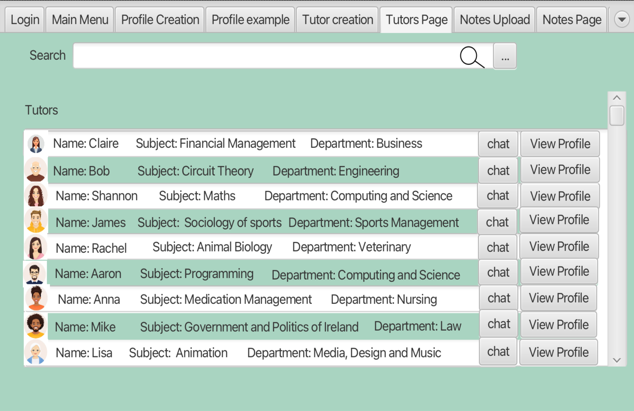 Login Main Menu Profile Creation Profile example Tutor creation Tutors Page Notes Upload Notes Page
Search ...
Tutors
Name: Claire Subject: Financial Management Department: Business chat View Profile
Name: Bob Subject: Circuit Theory Department: Engineering chat View Profile
Name: Shannon Subject: Maths Department: Computing and Science chat View Profile
Name: James Subject: Sociology of sports Department: Sports Management chat View Profile
Name: Rachel Subject: Animal Biology Department: Veterinary chat View Profile
Name: Aaron Subject: Programming Department: Computing and Science chat View Profile
Name: Anna Subject: Medication Management Department: Nursing chat View Profile
Name: Mike Subject: Government and Politics of Ireland Department: Law chat View Profile
Name: Lisa Subject: Animation Department: Media, Design and Music chat View Profile